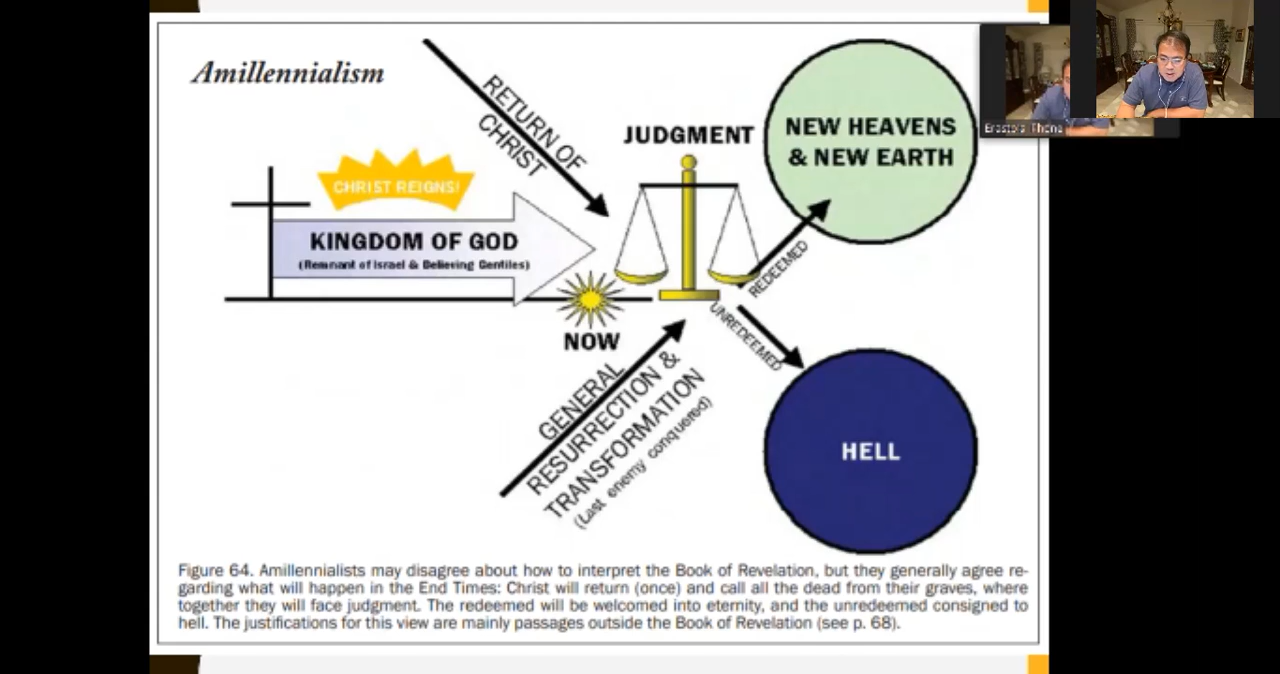 Amillennialism
RETURN OF
CHRIST
JUDGMENT
NEW HEAVENS
& NEW EARTH
CHRIST REIGNS!
KINGDOM OF GOD
(Remnant of Israel & Believing Gentiles)
REDEEMED
UNREDEEMED
NOW
GENERAL
RESURRECTION &
TRANSFORMATION
(Last enemy conquered)
HELL
Figure 64. Amillennialists may disagree about how to interpret the Book of Revelation, but they generally agree re-
garding what will happen in the End Times: Christ will return (once) and call all the dead from their graves, where
together they will face judgment. The redeemed will be welcomed into eternity, and the unredeemed consigned to
hell. The justifications for this view are mainly passages outside the Book of Revelation (see p. 68).